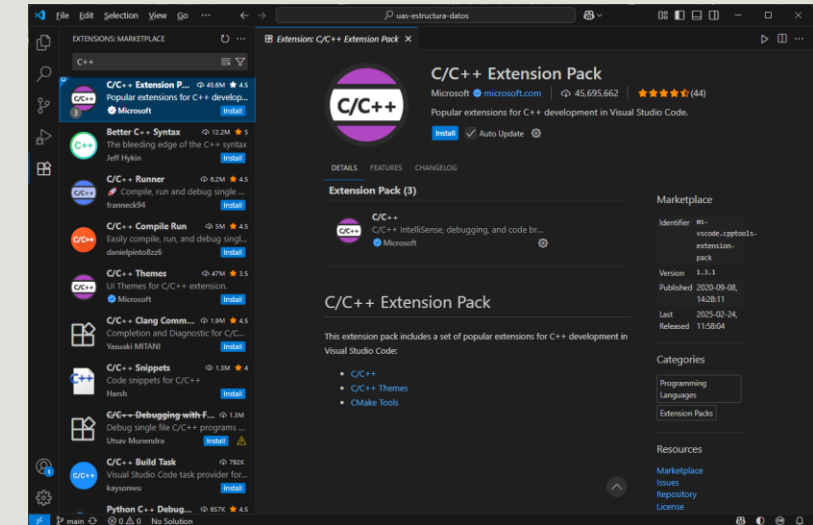 File Edit Selection View Go ... uas-estructura-datos
EXTENSIONS: MARKETPLACE
C++
C/C++ Extension P... 45.6M 4.5
Popular extensions for C++ develop...
Microsoft Install
3
Better C++ Syntax 12.2M 5
The bleeding edge of the C++ syntax
Jeff Hykin Install
C/C++ Runner 6.2M 4.5
🚀 Compile, run and debug single ...
franneck94 Install
C/C++ Compile Run 5M 4.5
Easily compile, run, and debug singl...
danielpinto8zz6 Install
C/C++ Themes 47M 3.5
UI Themes for C/C++ extension.
Microsoft Install
C/C++ Clang Comm... 1.9M 4.5
Completion and Diagnostic for C/C...
Yasuaki MITANI Install
C/C++ Snippets 1.3M 4
Code snippets for C/C++
Harsh Install
C/C++ Debugging with F... 1.3M
Debug single file C/C++ programs ...
Utsav Munendra Install
C/C++ Build Task 792K
Visual Studio Code task provider for...
kaysonwu Install
Python C++ Debug... 857K 4.5
Extension: C/C++ Extension Pack
C/C++
C/C++ Extension Pack
Microsoft microsoft.com | 45,695,662 | (44)
Popular extensions for C++ development in Visual Studio Code.
Install Auto Update
DETAILS FEATURES CHANGELOG
Extension Pack (3)
C/C++
C/C++ IntelliSense, debugging, and code br...
Microsoft
C/C++ Extension Pack
This extension pack includes a set of popular extensions for C++ development in
Visual Studio Code:
• C/C++
• C/C++ Themes
• CMake Tools
Marketplace
Identifier ms-
vscode.cpptools-
extension-
pack
Version 1.3.1
Published 2020-09-08,
14:28:11
Last 2025-02-24,
Released 11:58:04
Categories
Programming
Languages
Extension Packs
Resources
Marketplace
Issues
Repository
License
1
main 0 0 No Solution